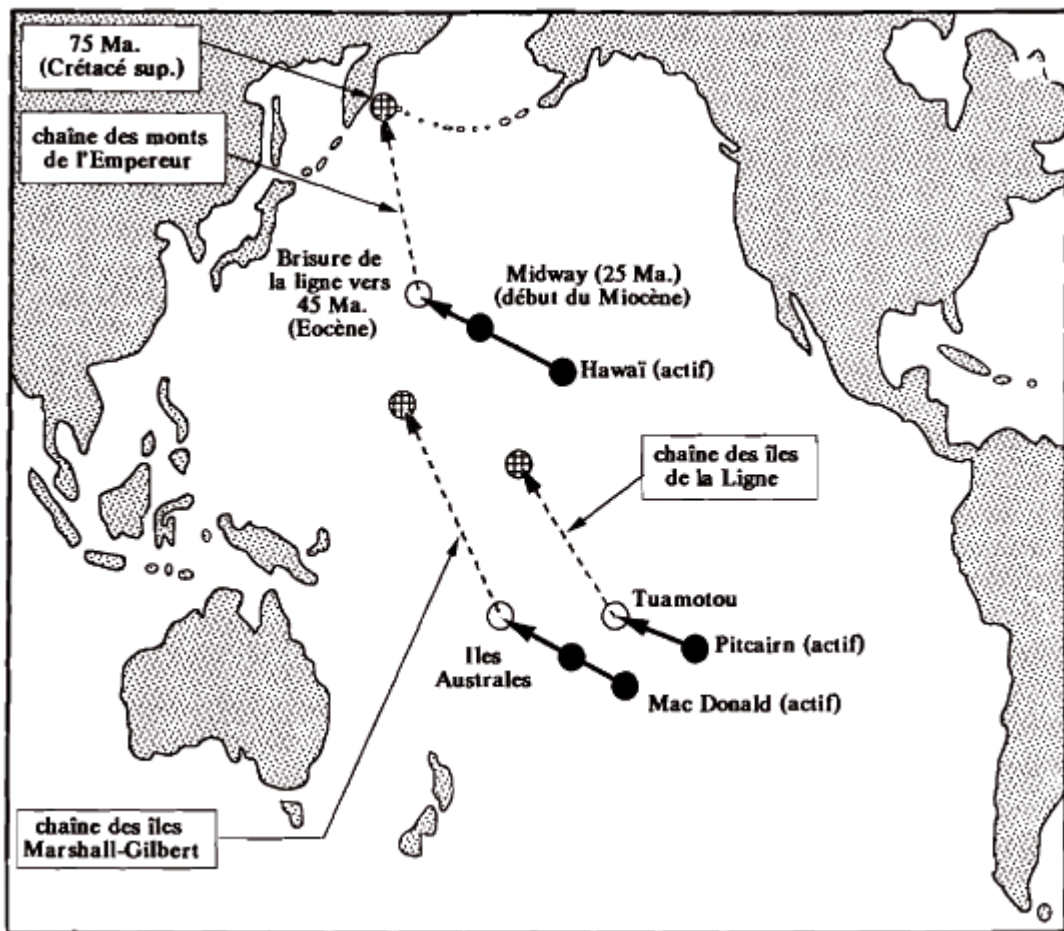 75 Ma.
(Crétacé sup.)
chaîne des monts
de l'Empereur
Brisure de
la ligne vers
45 Ma.
(Eocène)
Midway (25 Ma.)
(début du Miocène)
Hawaï (actif)
chaîne des îles
de la Ligne
Tuamotou
Pitcairn (actif)
Iles
Australes
Mac Donald (actif)
chaîne des îles
Marshall-Gilbert